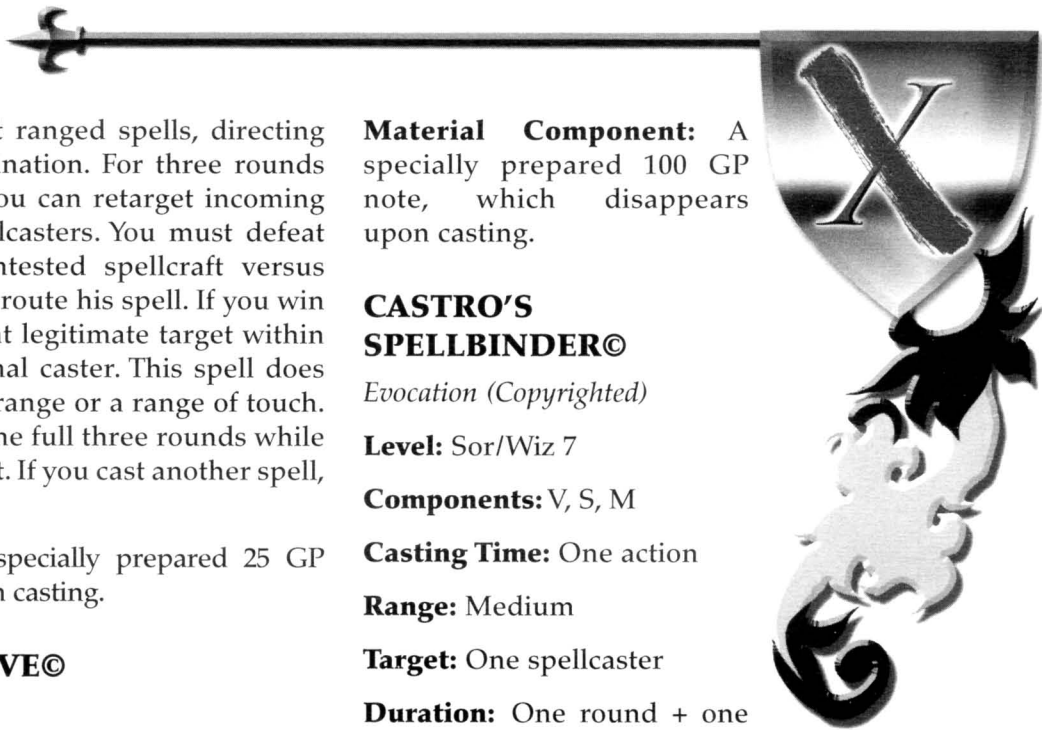 t ranged spells, directing
nation. For three rounds
ou can retarget incoming
lcasters. You must defeat
ntested spellcraft versus
route his spell. If you win
nt legitimate target within
nal caster. This spell does
range or a range of touch.
ne full three rounds while
t. If you cast another spell,
specially prepared 25 GP
n casting.
VE©
Material Component: A
specially prepared 100 GP
note, which disappears
upon casting.
CASTRO'S
SPELLBINDER©
Evocation (Copyrighted)
Level: Sor/Wiz 7
Components: V, S, M
Casting Time: One action
Range: Medium
Target: One spellcaster
Duration: One round + one
X